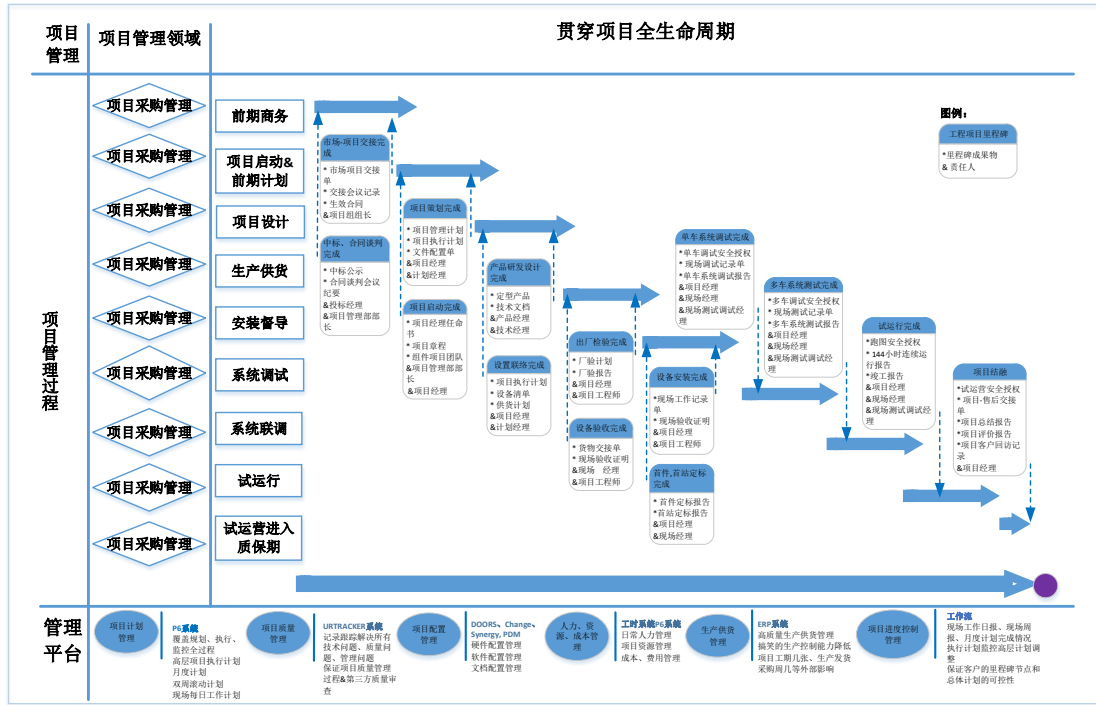 项目
管理
项目管理领域
贯穿项目全生命周期
项目管理过程
项目采购管理
项目采购管理
项目采购管理
项目采购管理
项目采购管理
项目采购管理
项目采购管理
项目采购管理
项目采购管理
前期商务
项目启动&
前期计划
项目设计
生产供货
安装督导
系统调试
系统联调
试运行
试运营进入
质保期
市场-项目交接完
成
* 市场项目交接
单
* 交接会议记录
* 生效合同
&项目组组长
中标、合同谈判
完成
* 中标公示
* 合同谈判会议
纪要
&投标经理
&项目管理部部
长
项目策划完成
* 项目管理计划
* 项目执行计划
* 文件配置单
&项目经理
&计划经理
项目启动完成
* 项目经理任命
书
* 项目章程
* 组件项目团队
&项目管理部部
长
&项目经理
产品研发设计
完成
* 定型产品
* 技术文档
&产品经理
&技术经理
设置联络完成
* 项目执行计划
* 设备清单
* 供货计划
&项目经理
&计划经理
出厂检验完成
* 厂验计划
* 厂验报告
&项目经理
&项目工程师
设备验收完成
* 货物交接单
* 现场验收证明
&现场 经理
&项目工程师
单车系统调试完成
*单车调试安全授权
*现场调试记录单
*单车系统调试报告
&项目经理
&现场经理
&现场测试调试经
理
设备安装完成
*现场工作记录
单
*现场验收证明
&项目经理
&项目工程师
首件,首站定标
完成
*首件定标报告
*首站定标报告
&项目经理
&现场经理
多车系统测试完成
*多车调试安全授权
*现场测试记录单
*多车系统测试报告
&项目经理
&现场经理
&现场测试调试经
理
试运行完成
*跑图安全授权
*144小时连续运
行报告
*竣工报告
&项目经理
&现场经理
&现场测试调试经
理
项目结融
*试运营安全授权
*项目-售后交接
单
*项目总结报告
*项目评价报告
*项目客户回访记
录
&项目经理
图例：
工程项目里程碑
*里程碑成果物
& 责任人
管理
平台
项目计划
管理
P6系统
覆盖规划、执行、
监控全过程
高层项目执行计划
月度计划
双周滚动计划
现场每日工作计划
项目质量
管理
URTRACKER系统
记录跟踪解决所有
技术问题、质量问
题、管理问题
保证项目质量管理
过程&第三方质量审
查
项目配置
管理
DOORS、Change、
Synergy, PDM
硬件配置管理
软件配置管理
文档配置管理
人力、资
源、成本管
理
工时系统P6系统
日常人力管理
项目资源管理
成本、费用管理
生产供货
管理
ERP系统
高质量生产供货管理
搞笑的生产控制能力降低
项目工期几张、生产发货
采购周几等外部影响
项目进度控制
管理
工作流
现场工作日报、现场周
报、月度计划完成情况
执行计划监控高层计划调
整
保证客户的里程碑节点和
总体计划的可控性